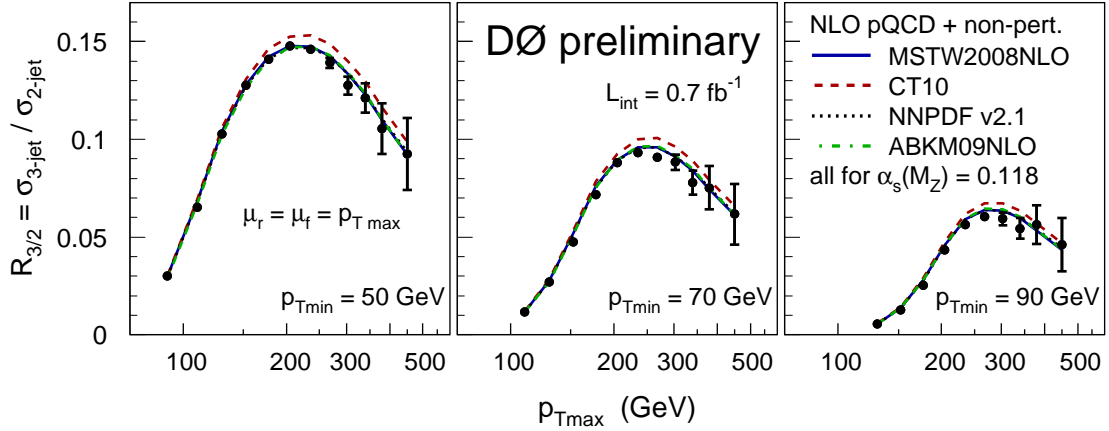 R3/2 = σ3-jet / σ2-jet
0.15
0.1
0.05
0
μr = μf = pT max
pTmin = 50 GeV
100
200
300
500
DØ preliminary
Lint = 0.7 fb-1
pTmin = 70 GeV
100
200
300
500
NLO pQCD + non-pert.
MSTW2008NLO
CT10
NNPDF v2.1
ABKM09NLO
all for αs(MZ) = 0.118
pTmin = 90 GeV
100
200
300
500
pTmax (GeV)